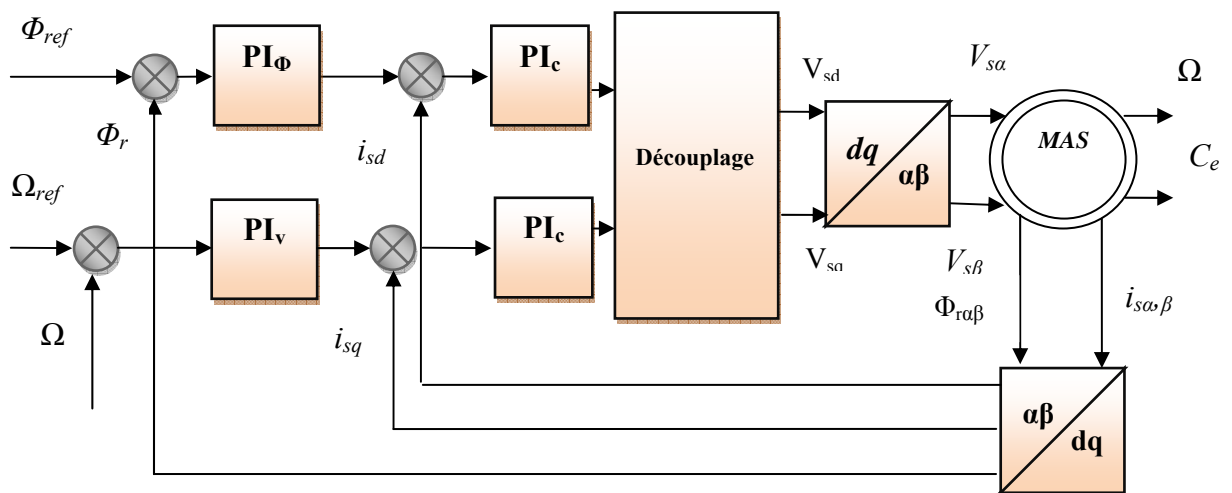 Φref
PIΦ
PIc
Vsd
Vsα
Ω
Φr
isd
Découplage
dq
αβ
MAS
Ce
Ωref
PIv
PIc
Vsq
Vsβ
Ω
isq
Φrαβ
isα,β
αβ
dq